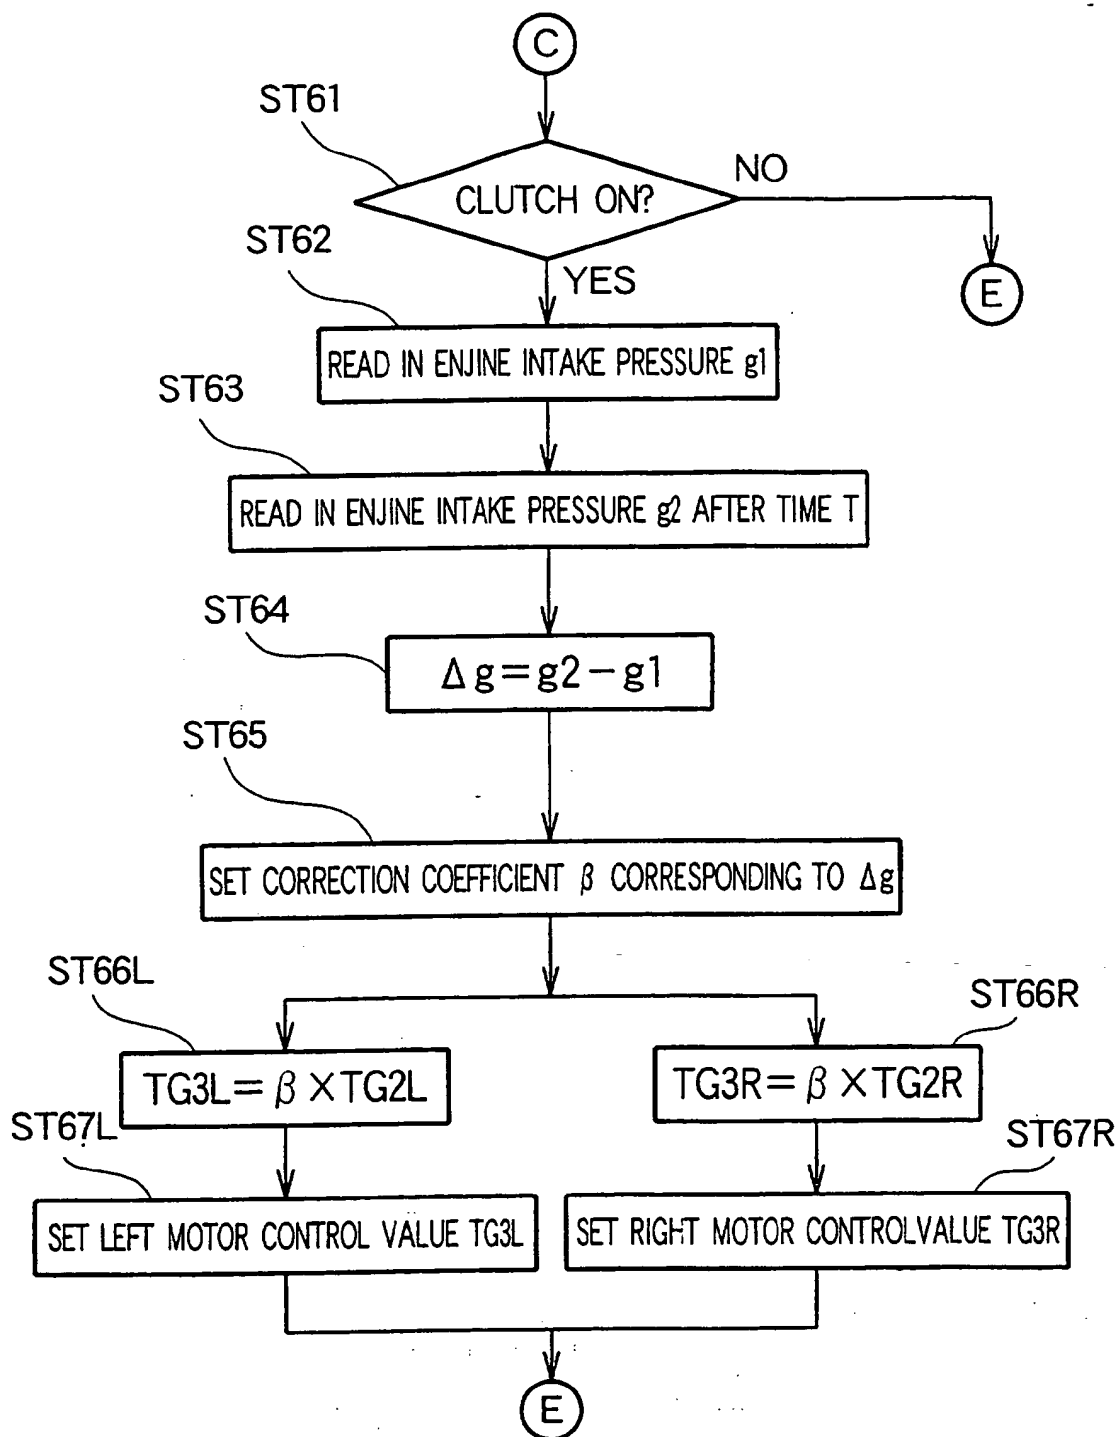 C
ST61
CLUTCH ON?
NO
ST62
YES
E
READ IN ENJINE INTAKE PRESSURE g1
ST63
READ IN ENJINE INTAKE PRESSURE g2 AFTER TIME T
ST64
Δg=g2-g1
ST65
SET CORRECTION COEFFICIENT β CORRESPONDING TO Δg
ST66L
ST66R
TG3L=β×TG2L
TG3R=β×TG2R
ST67L
ST67R
SET LEFT MOTOR CONTROL VALUE TG3L
SET RIGHT MOTOR CONTROLVALUE TG3R
E